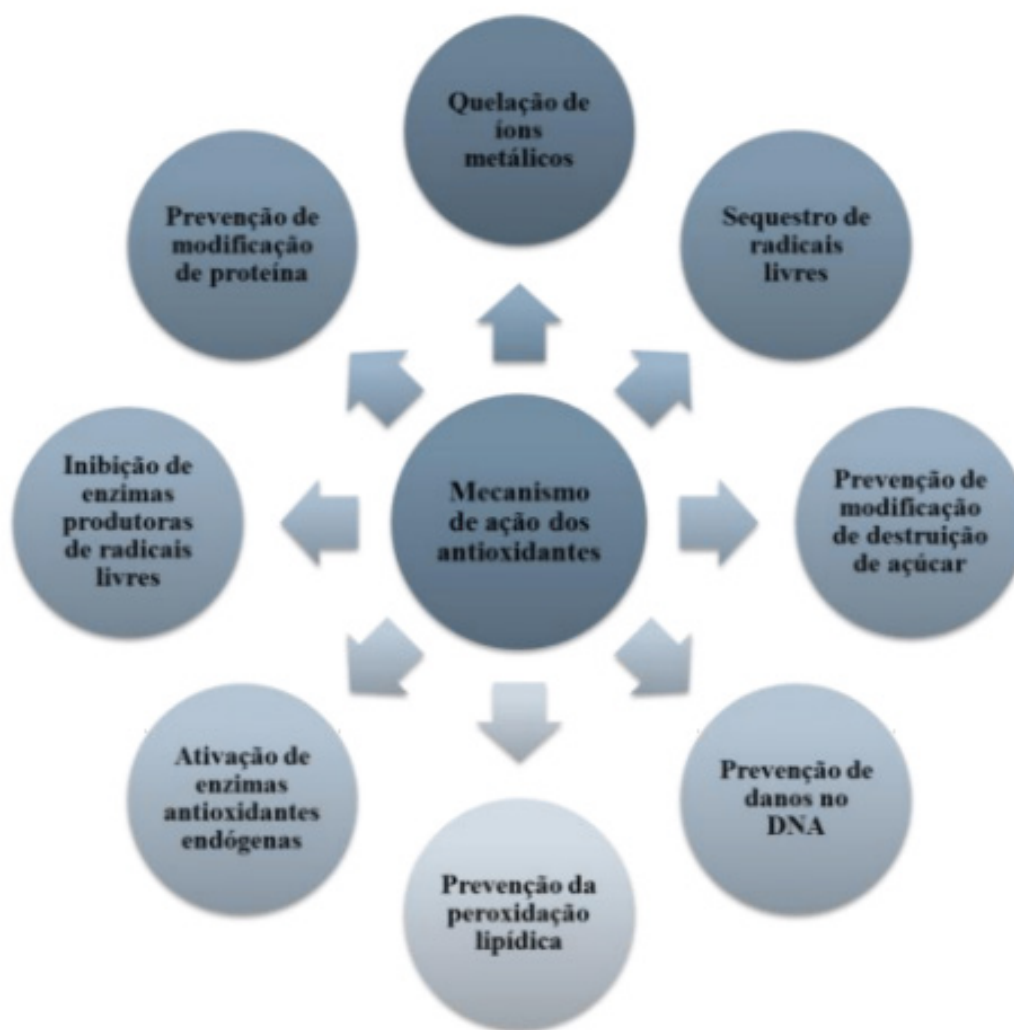 Quelação de
íons
metálicos
Sequestro de
radicais
livres
Prevenção de
modificação
de destruição
de açúcar
Prevenção de
danos no
DNA
Prevenção da
peroxidação
lipídica
Ativação de
enzimas
antioxidantes
endógenas
Inibição de
enzimas
produtoras
de radicais
livres
Prevenção de
modificação
de proteína
Mecanismo
de ação dos
antioxidantes